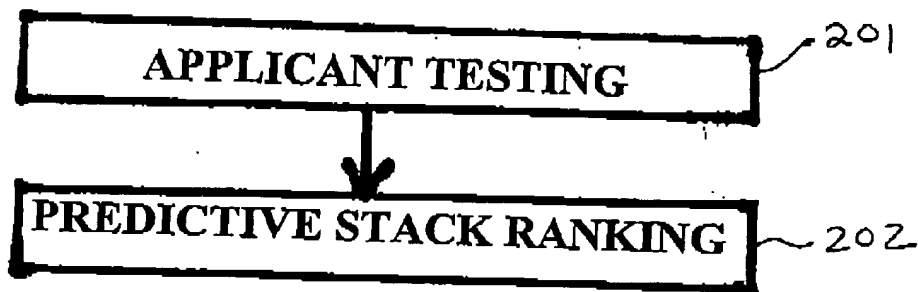 201
APPLICANT TESTING
PREDICTIVE STACK RANKING
202